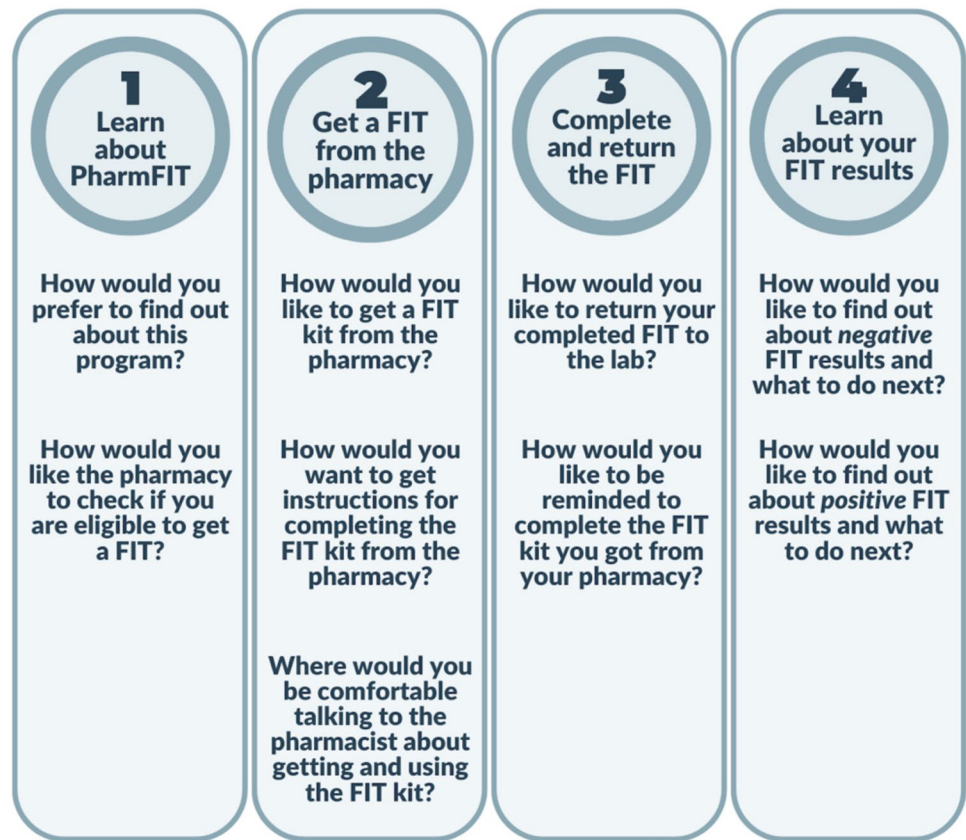 1
Learn
about
PharmFIT
How would you
prefer to find out
about this
program?
How would you
like the pharmacy
to check if you
are eligible to get
a FIT?
2
Get a FIT
from the
pharmacy
How would you
like to get a FIT
kit from the
pharmacy?
How would you
want to get
instructions for
completing the
FIT kit from the
pharmacy?
Where would you
be comfortable
talking to the
pharmacist about
getting and using
the FIT kit?
3
Complete
and return
the FIT
How would you
like to return your
completed FIT to
the lab?
How would you
like to be
reminded to
complete the FIT
kit you got from
your pharmacy?
4
Learn
about your
FIT results
How would you
like to find out
about negative
FIT results and
what to do next?
How would you
like to find out
about positive FIT
results and what
to do next?